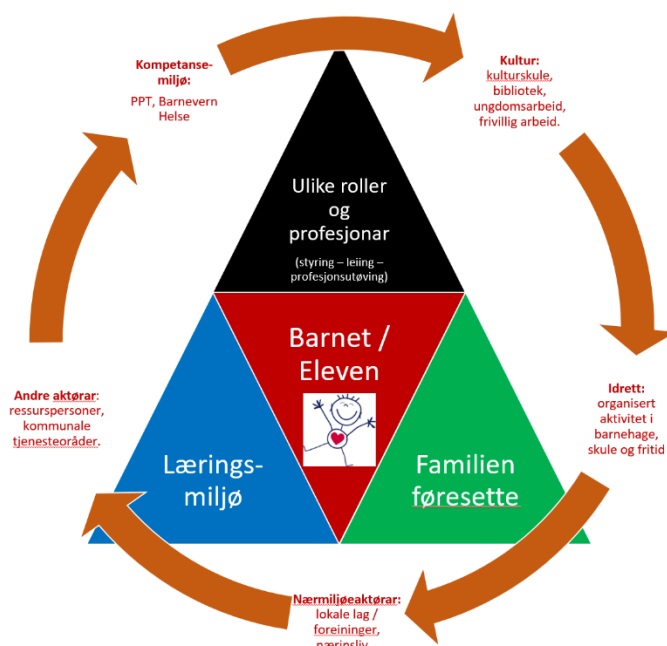 Kompetanse-
miljø:
PPT, Barnevern
Helse
Kultur:
kulturskule,
bibliotek,
ungdomsarbeid,
frivillig arbeid.
Ulike roller
og
profesjonar
(styring – leiing –
profesjonsutøving)
Barnet /
Eleven
Andre aktørar:
ressurspersoner,
kommunale
tjenesteoråder.
Idrett:
organisert
aktivitet i
barnehage,
skule og fritid
Lærings-
miljø
Familien
føresette
Nærmiljøeaktørar:
lokale lag /
foreininger,
nærinsliv